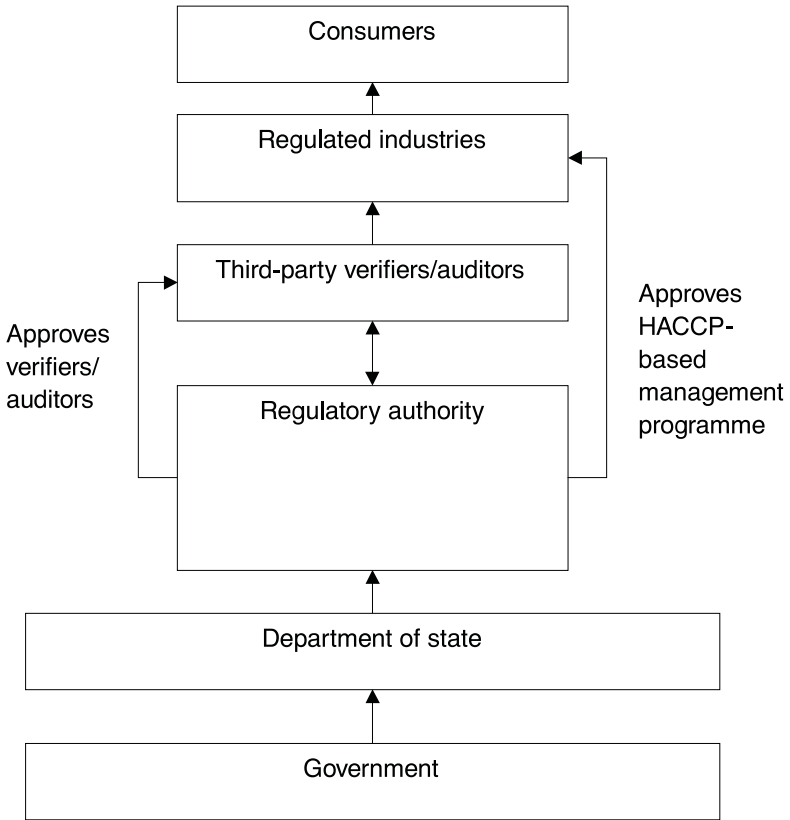 Consumers
Regulated industries
Third-party verifiers/auditors
Approves
verifiers/
auditors
Approves
HACCP-
based
management
programme
Regulatory authority
Department of state
Government